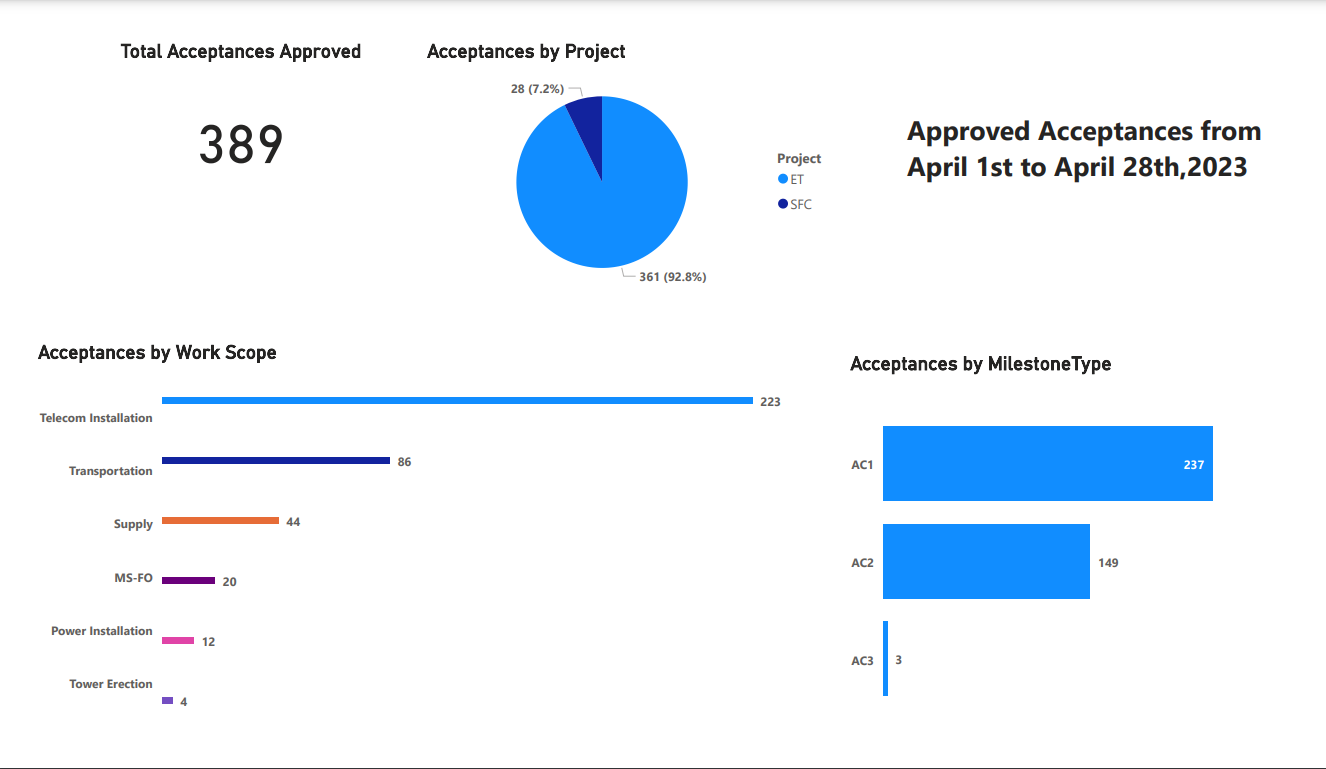 Total Acceptances Approved
389
Acceptances by Project
28 (7.2%)
361 (92.8%)
Project
ET
SFC
Approved Acceptances from
April 1st to April 28th,2023
Acceptances by Work Scope
Telecom Installation
223
Transportation
86
Supply
44
MS-FO
20
Power Installation
12
Tower Erection
4
Acceptances by MilestoneType
AC1
237
AC2
149
AC3
3